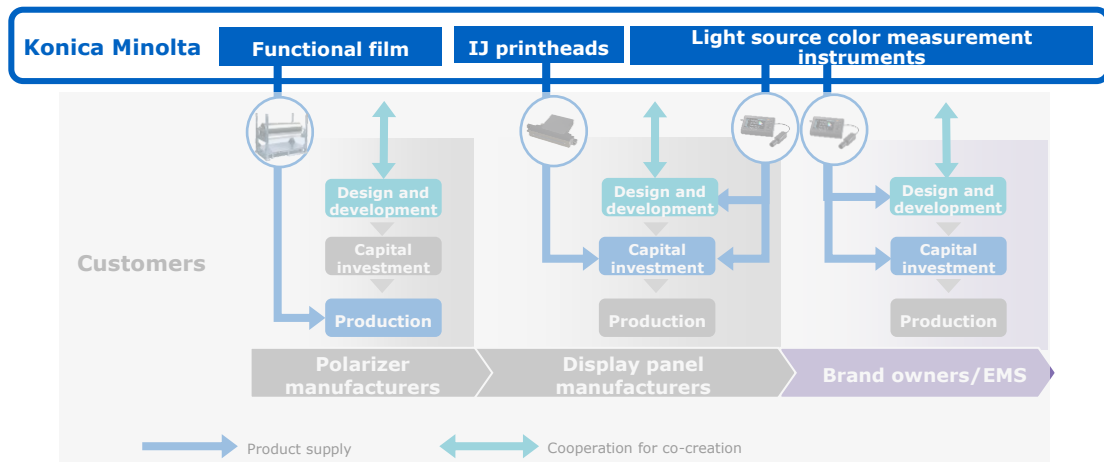 Konica Minolta
Functional film
IJ printheads
Light source color measurement
instruments
Customers
Design and
development
Capital
investment
Production
Design and
development
Capital
investment
Production
Design and
development
Capital
investment
Production
Polarizer
manufacturers
Display panel
manufacturers
Brand owners/EMS
Product supply
Cooperation for co-creation